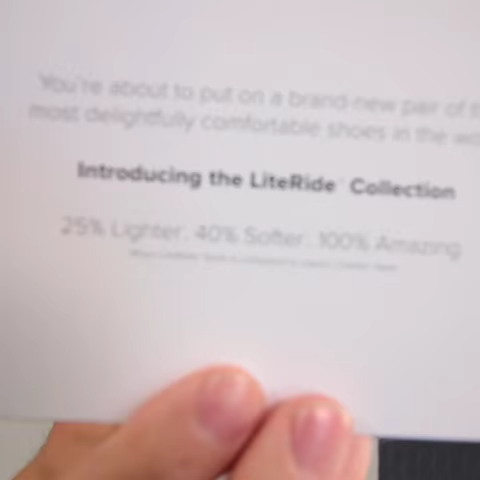 You're about to put on a brand-new pair of
most delightfully comfortable shoes in the
Introducing the LiteRide™ Collection
25% Lighter. 40% Softer. 100% Amazing